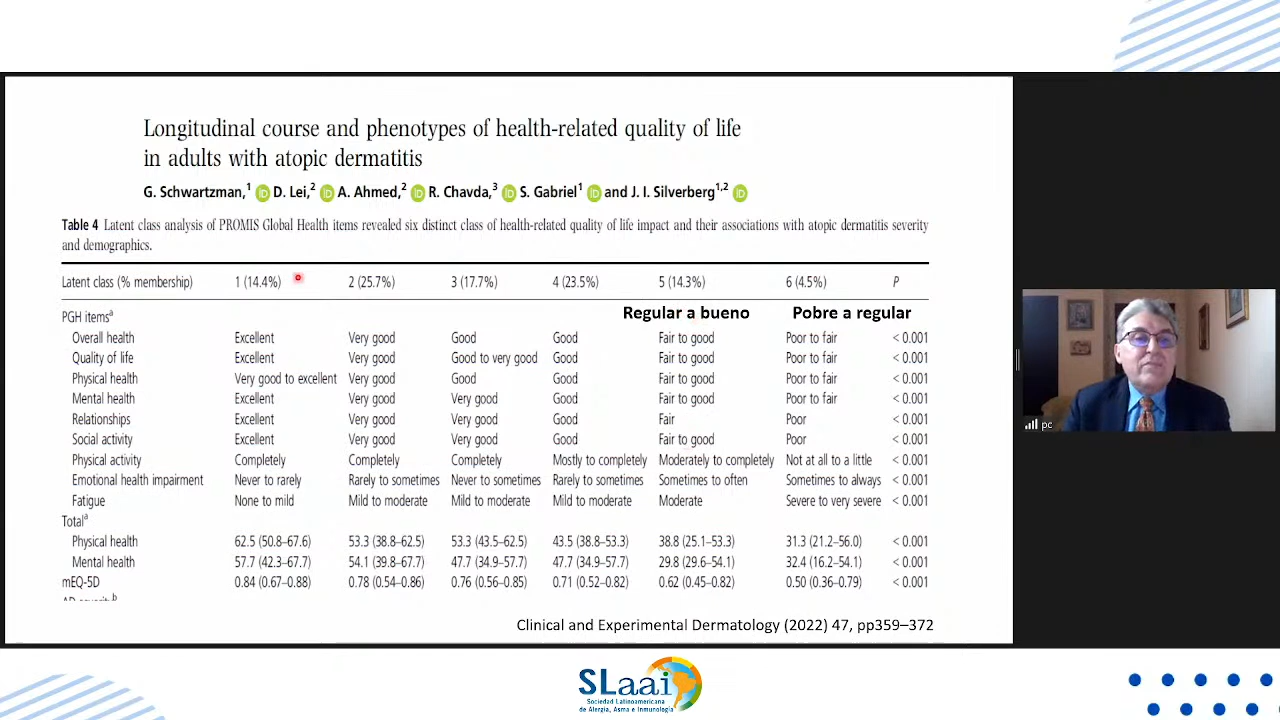 Longitudinal course and phenotypes of health-related quality of life
in adults with atopic dermatitis
G. Schwartzman,1 iD D. Lei,2 iD A. Ahmed,2 iD R. Chavda,3 iD S. Gabriel1 iD and J. I. Silverberg1,2 iD
Table 4 Latent class analysis of PROMIS Global Health items revealed six distinct class of health-related quality of life impact and their associations with atopic dermatitis severity
and demographics.
Latent class (% membership) 1 (14.4%) 2 (25.7%) 3 (17.7%) 4 (23.5%) 5 (14.3%) 6 (4.5%) P
PGH itemsa Regular a bueno Pobre a regular
Overall health Excellent Very good Good Good Fair to good Poor to fair < 0.001
Quality of life Excellent Very good Good to very good Good Fair to good Poor to fair < 0.001
Physical health Very good to excellent Very good Good Good Fair to good Poor to fair < 0.001
Mental health Excellent Very good Very good Good Fair to good Poor to fair < 0.001
Relationships Excellent Very good Very good Good Fair Poor < 0.001
Social activity Excellent Very good Very good Good Fair to good Poor < 0.001
Physical activity Completely Completely Completely Mostly to completely Moderately to completely Not at all to a little < 0.001
Emotional health impairment Never to rarely Rarely to sometimes Never to sometimes Rarely to sometimes Sometimes to often Sometimes to always < 0.001
Fatigue None to mild Mild to moderate Mild to moderate Mild to moderate Moderate Severe to very severe < 0.001
Totala
Physical health 62.5 (50.8–67.6) 53.3 (38.8–62.5) 53.3 (43.5–62.5) 43.5 (38.8–53.3) 38.8 (25.1–53.3) 31.3 (21.2–56.0) < 0.001
Mental health 57.7 (42.3–67.7) 54.1 (39.8–67.7) 47.7 (34.9–57.7) 47.7 (34.9–57.7) 29.8 (29.6–54.1) 32.4 (16.2–54.1) < 0.001
mEQ-5D 0.84 (0.67–0.88) 0.78 (0.54–0.86) 0.76 (0.56–0.85) 0.71 (0.52–0.82) 0.62 (0.45–0.82) 0.50 (0.36–0.79) < 0.001
Clinical and Experimental Dermatology (2022) 47, pp359–372
pc
SLaai
Sociedad Latinoamericana
de Alergia, Asma e Inmunología